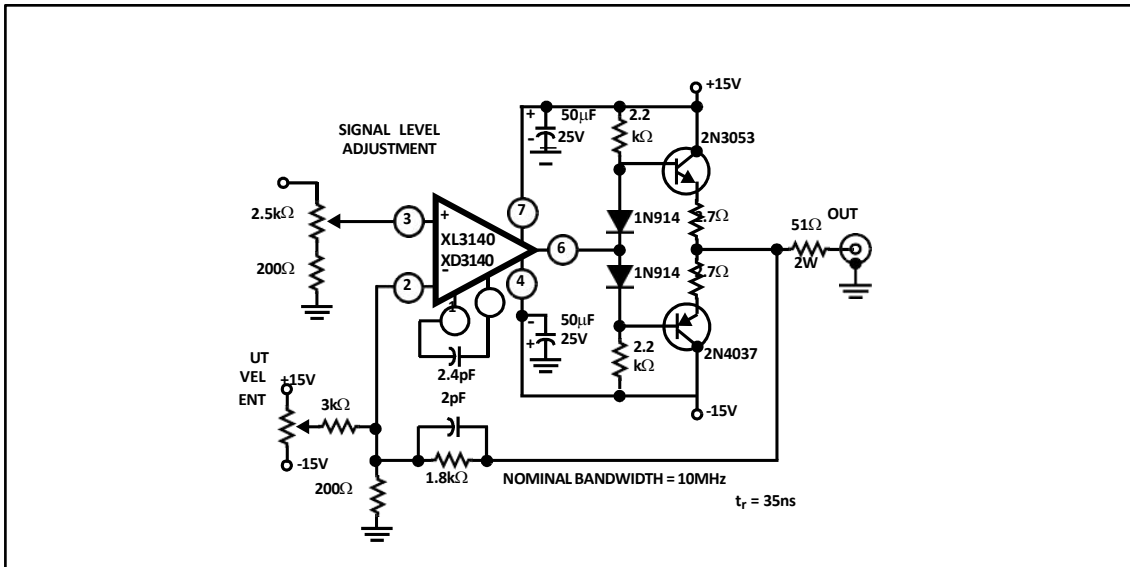 +15V
50μF
25V
2.2
kΩ
2N3053
SIGNAL LEVEL
ADJUSTMENT
2.5kΩ
200Ω
3
+
XL3140
XD3140
-
2
1
7
6
4
1N914
1N914
.7Ω
.7Ω
51Ω
2W
OUT
+
-
-
+
50μF
25V
2.2
kΩ
2N4037
-15V
2.4pF
2pF
UT
VEL
ENT
+15V
3kΩ
-15V
200Ω
1.8kΩ
NOMINAL BANDWIDTH = 10MHz
tr = 35ns